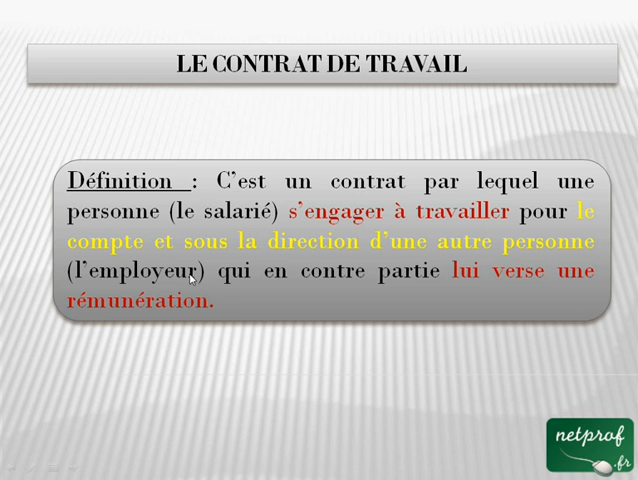 LE CONTRAT DE TRAVAIL
Définition : C'est un contrat par lequel une
personne (le salarié) s'engager à travailler pour le
compte et sous la direction d'une autre personne
(l'employeur) qui en contre partie lui verse une
rémunération.
netprof
.fr